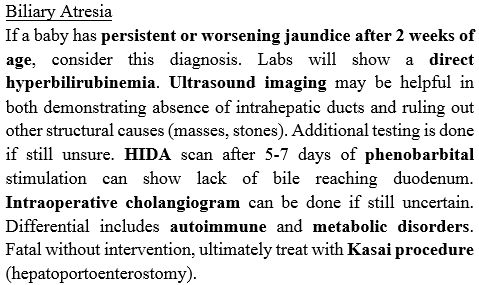 Biliary Atresia
If a baby has persistent or worsening jaundice after 2 weeks of
age, consider this diagnosis. Labs will show a direct
hyperbilirubinemia. Ultrasound imaging may be helpful in
both demonstrating absence of intrahepatic ducts and ruling out
other structural causes (masses, stones). Additional testing is done
if still unsure. HIDA scan after 5-7 days of phenobarbital
stimulation can show lack of bile reaching duodenum.
Intraoperative cholangiogram can be done if still uncertain.
Differential includes autoimmune and metabolic disorders.
Fatal without intervention, ultimately treat with Kasai procedure
(hepatoportoenterostomy).